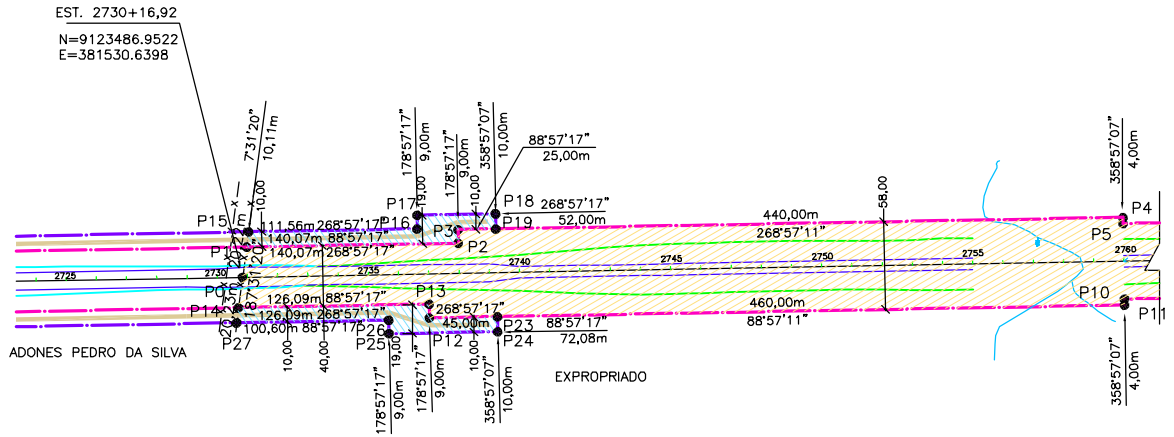 EST. 2730+16,92
N=9123486.9522
E=381530.6398
7°31'20"
10,11m
10,00
178°57'17"
9,00m
19,00
178°57'17"
9,00m
358°57'07"
10,00m
10,00
88°57'17"
25,00m
358°57'07"
4,00m
P17
P18
268°57'17"
P4
P15
P16
P3
P19
52,00m
440,00m
58,00
P5
111,56m 268°57'17"
140,07m 88°57'17"
P2
268°57'11"
140,07m 268°57'17"
2725
2730
2735
2740
2745
2750
2755
2760
P13
P10
126,09m 88°57'17"
268°57'17"
460,00m
P14
126,09m 268°57'17"
45,00m
P23
88°57'17"
88°57'11"
P11
100,60m 88°57'17"
P26
P12
P24
72,08m
P27
P25
ADONES PEDRO DA SILVA
10,00
40,00
19,00
10,00
178°57'17"
9,00m
178°57'17"
9,00m
358°57'07"
10,00m
EXPROPRIADO
358°57'07"
4,00m